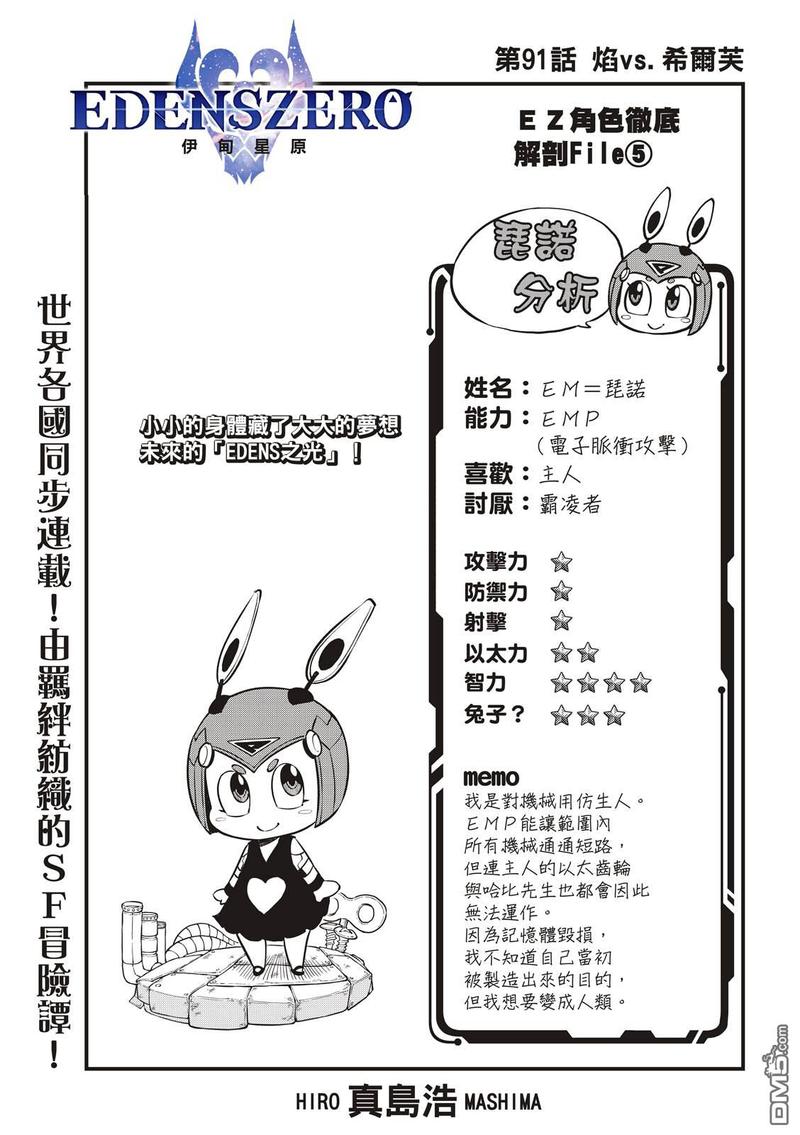 第91話 焰vs.希爾芙
EDENSZERO
伊甸星原
EZ角色徹底
解剖File⑤
琵諾
分析
姓名：EM＝琵諾
能力：EMP
（電子脈衝攻擊）
喜歡：主人
討厭：霸凌者
攻擊力 ☆
防禦力 ☆
射擊 ☆
以太力 ☆☆
智力 ☆☆☆☆
兔子？ ☆☆☆
memo
我是對機械用仿生人。
EMP能讓範圍內
所有機械通通短路，
但連主人的以太齒輪
與哈比先生也都會因此
無法運作。
因為記憶體毀損，
我不知道自己當初
被製造出來的目的，
但我想要變成人類。
小小的身體藏了大大的夢想
未來的「EDENS之光」！
世界各國同步連載！由羈絆紡織的SF冒險譚！
HIRO 真島浩 MASHIMA
DM5.com